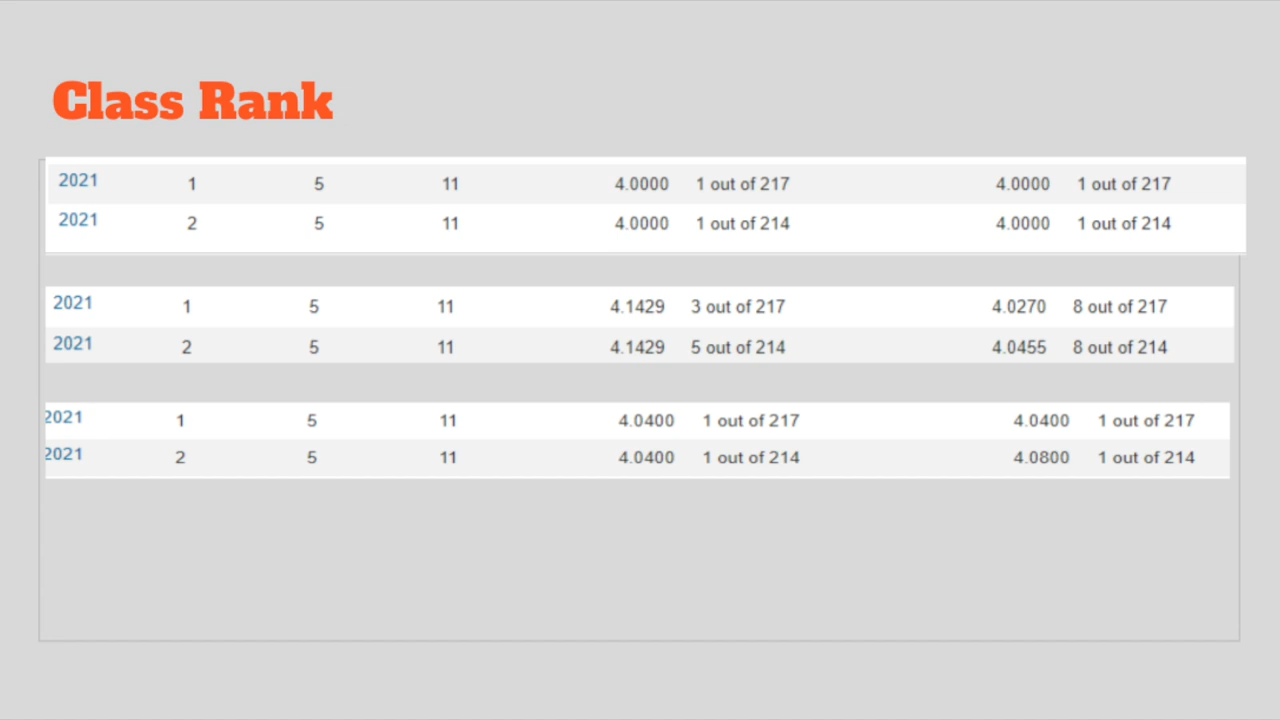 Class Rank
2021 1 5 11 4.0000 1 out of 217 4.0000 1 out of 217
2021 2 5 11 4.0000 1 out of 214 4.0000 1 out of 214
2021 1 5 11 4.1429 3 out of 217 4.0270 8 out of 217
2021 2 5 11 4.1429 5 out of 214 4.0455 8 out of 214
2021 1 5 11 4.0400 1 out of 217 4.0400 1 out of 217
2021 2 5 11 4.0400 1 out of 214 4.0800 1 out of 214